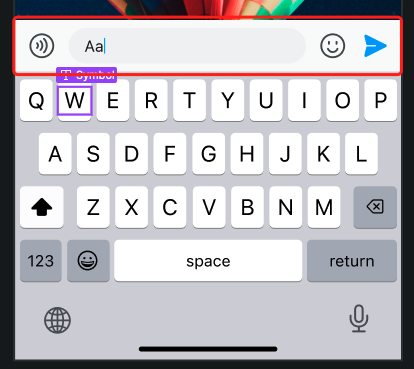 Aa
Symbol
Q W E R T Y U I O P
A S D F G H J K L
Z X C V B N M
123 space return